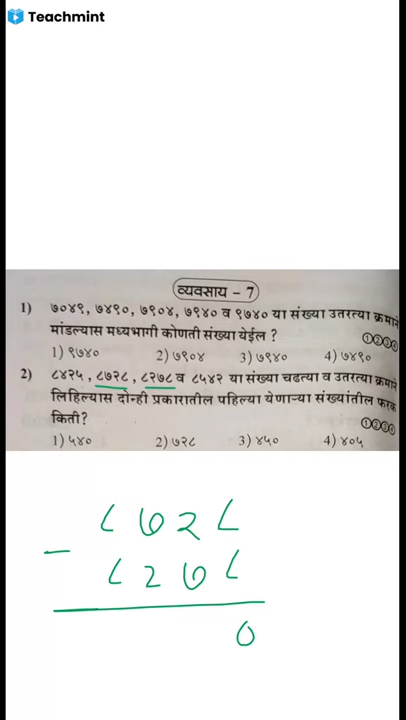 Teachmint
व्यवसाय - 7
1) ७०४९, ७४९०, ७९०४, ७९४० व ९७४० या संख्या उतरत्या क्रमाने
मांडल्यास मध्यभागी कोणती संख्या येईल ?
①②③④
1) ९७४० 2) ७९०४ 3) ७९४० 4) ७४९०
2) ८४२५ , ८७२८ , ८२७८ व ८५४२ या संख्या चढत्या व उतरत्या क्रमाने
लिहिल्यास दोन्ही प्रकारातील पहिल्या येणाऱ्या संख्यांतील फरक
किती?
①②③④
1) ५४० 2) ७२८ 3) ४५० 4) ४०५
८७२८
- ८२७८
०